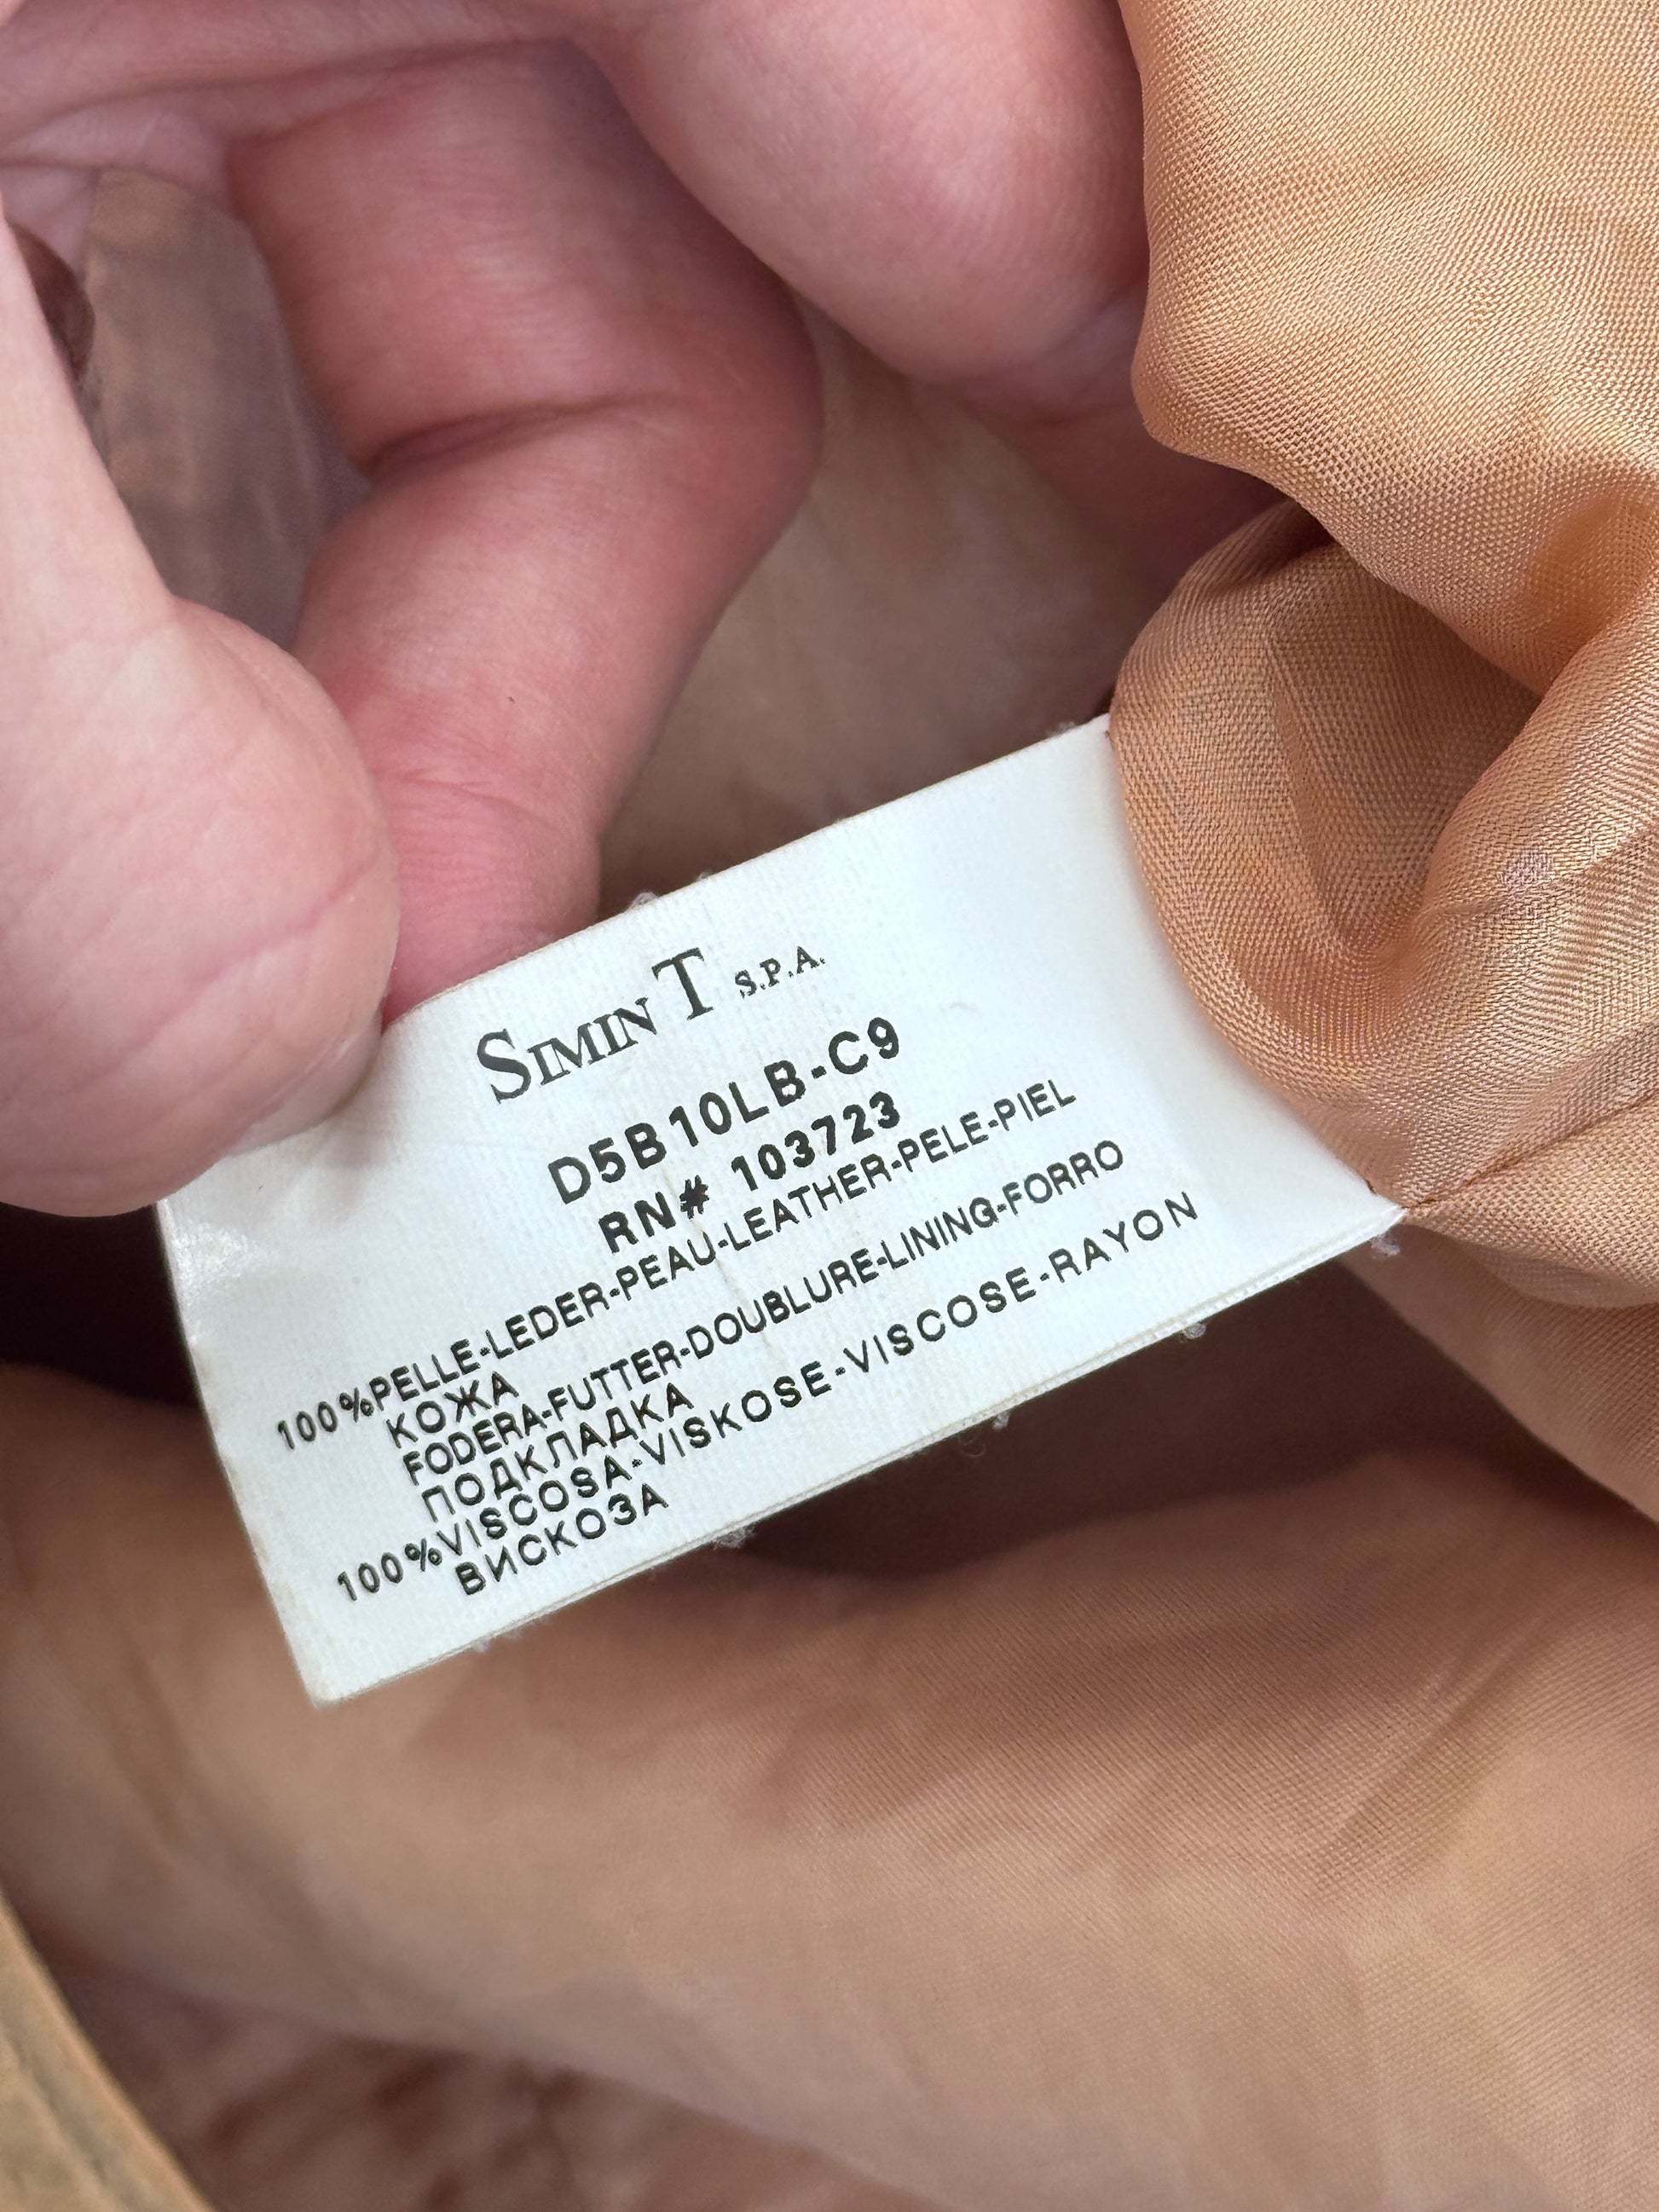 SIMIN T S.P.A.
D5B10LB-C9
RN# 103723
100%PELLE-LEDER-PEAU-LEATHER-PELE-PIEL
КОЖА
FODERA-FUTTER-DOUBLURE-LINING-FORRO
ПОДКЛАДКА
100%VISCOSA-VISKOSE-VISCOSE-RAYON
ВИСКОЗА